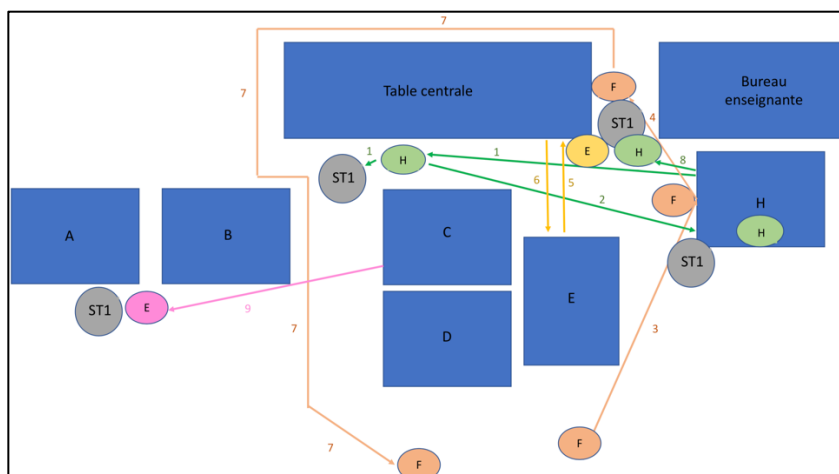 7
7
Table centrale
Bureau
enseignante
F
4
ST1
E
H
8
1
H
1
ST1
6
5
2
F
H
H
A
B
C
E
ST1
ST1
E
9
7
D
3
7
F
F